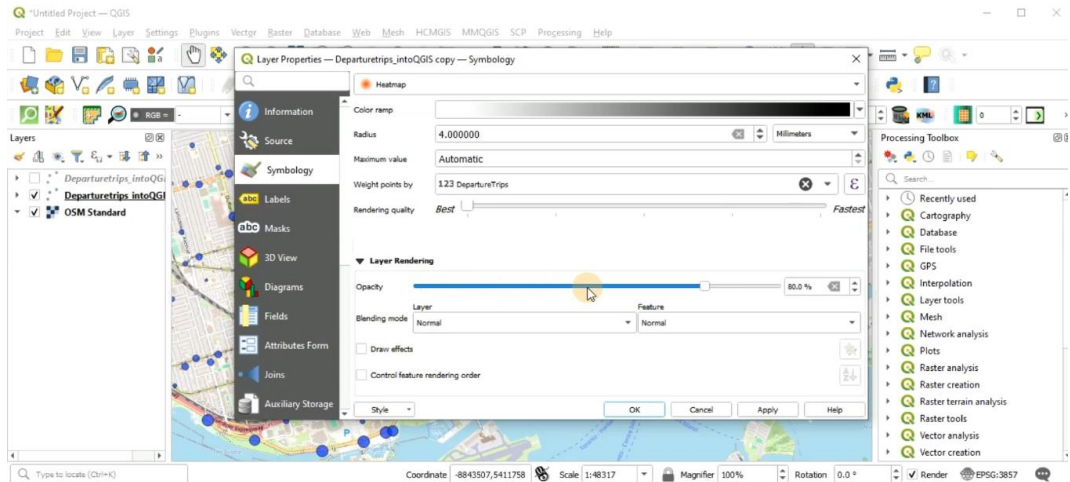 *Untitled Project — QGIS
Project Edit View Layer Settings Plugins Vector Raster Database Web Mesh HCMGIS MMQGIS SCP Processing Help
Layer Properties — Departuretrips_intoQGIS copy — Symbology
Heatmap
Information
Source
Symbology
Labels
Masks
3D View
Diagrams
Fields
Attributes Form
Joins
Auxiliary Storage
Color ramp
Radius 4.000000 Millimeters
Maximum value Automatic
Weight points by 123 DepartureTrips
Rendering quality Best Fastest
Layer Rendering
Opacity 80.0 %
Layer Feature
Blending mode Normal Normal
Draw effects
Control feature rendering order
Style OK Cancel Apply Help
RGB = -
KML
0
Layers
Departuretrips_intoQGI
Departuretrips intoQGI
OSM Standard
Processing Toolbox
Search...
Recently used
Cartography
Database
File tools
GPS
Interpolation
Layer tools
Mesh
Network analysis
Plots
Raster analysis
Raster creation
Raster terrain analysis
Raster tools
Vector analysis
Vector creation
Type to locate (Ctrl+K) Coordinate -8843507,5411758 Scale 1:48317 Magnifier 100% Rotation 0.0 ° Render EPSG:3857